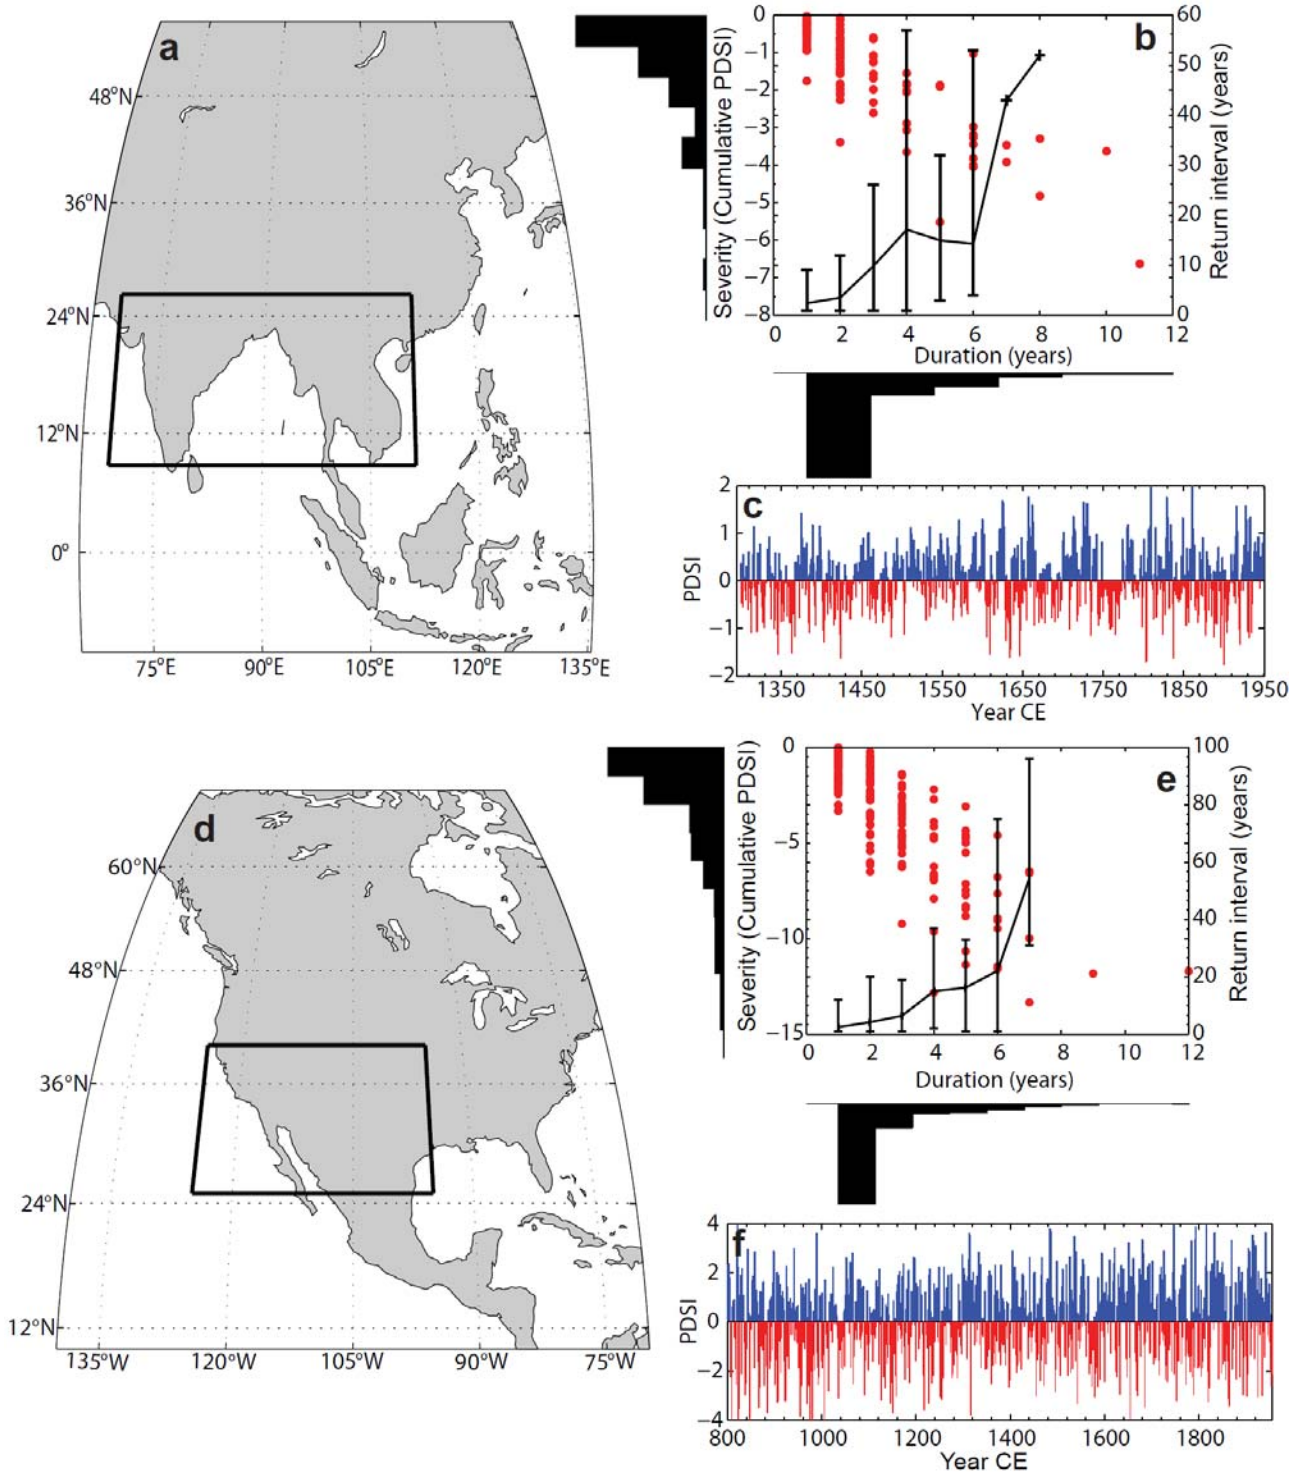 a
48°N
36°N
24°N
12°N
0°
75°E 90°E 105°E 120°E 135°E
b
Severity (Cumulative PDSI)
0
−1
−2
−3
−4
−5
−6
−7
−8
0 2 4 6 8 10 12
Duration (years)
60
50
40
30
20
10
0
Return interval (years)
c
PDSI
2
1
0
−1
−2
1350 1450 1550 1650 1750 1850 1950
Year CE
d
60°N
48°N
36°N
24°N
12°N
135°W 120°W 105°W 90°W 75°W
e
Severity (Cumulative PDSI)
0
−5
−10
−15
0 2 4 6 8 10 12
Duration (years)
100
80
60
40
20
0
Return interval (years)
f
PDSI
4
2
0
−2
−4
800 1000 1200 1400 1600 1800
Year CE